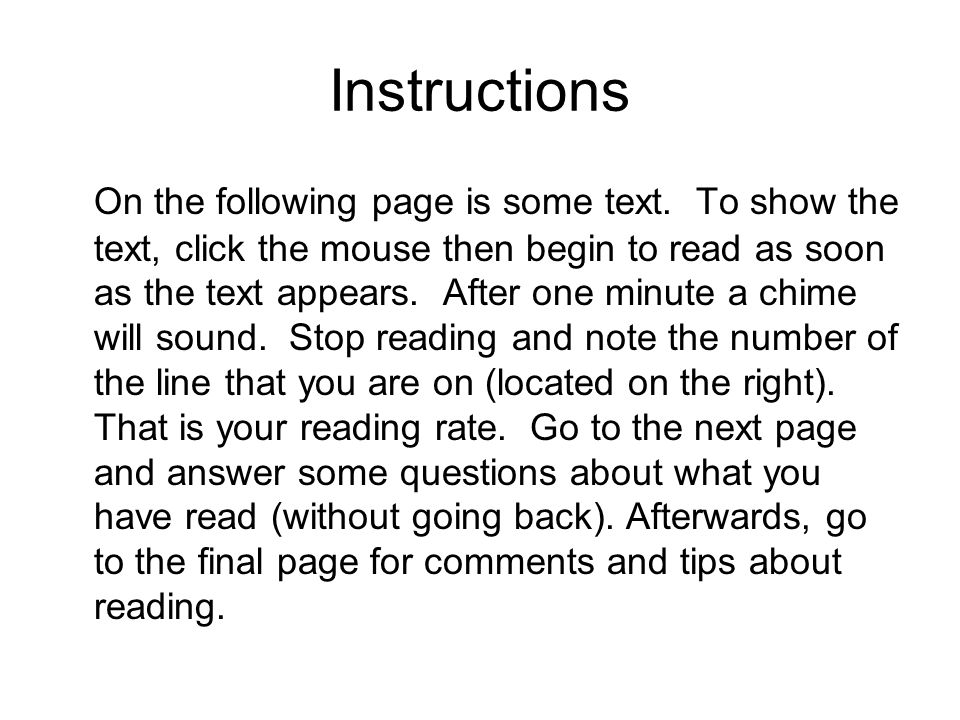 Instructions
On the following page is some text.  To show the
text, click the mouse then begin to read as soon
as the text appears.  After one minute a chime
will sound.  Stop reading and note the number of
the line that you are on (located on the right).
That is your reading rate.  Go to the next page
and answer some questions about what you
have read (without going back). Afterwards, go
to the final page for comments and tips about
reading.